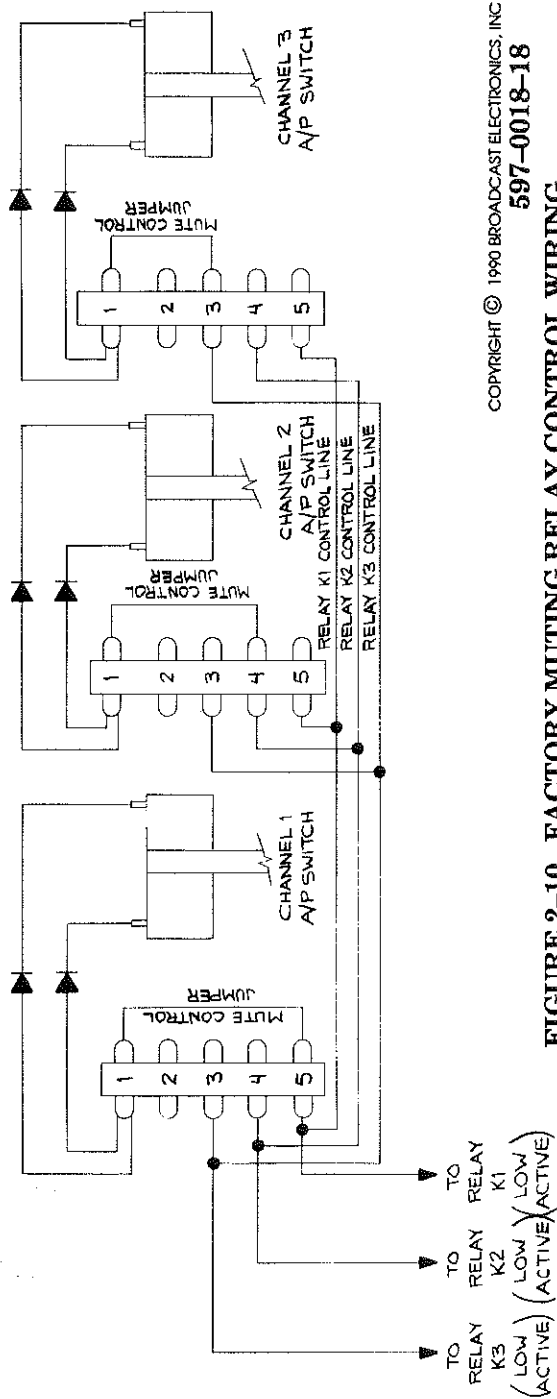 CHANNEL 1
A/P SWITCH
MUTE CONTROL
JUMPER
1
2
3
4
5
TO
RELAY
K3
(LOW
ACTIVE)
TO
RELAY
K2
(LOW
ACTIVE)
TO
RELAY
K1
(LOW
ACTIVE)
CHANNEL 2
A/P SWITCH
MUTE CONTROL
JUMPER
1
2
3
4
5
RELAY K1 CONTROL LINE
RELAY K2 CONTROL LINE
RELAY K3 CONTROL LINE
CHANNEL 3
A/P SWITCH
MUTE CONTROL
JUMPER
1
2
3
4
5
COPYRIGHT © 1990 BROADCAST ELECTRONICS, INC
597-0018-18
FIGURE 2-10. FACTORY MUTING RELAY CONTROL WIRING